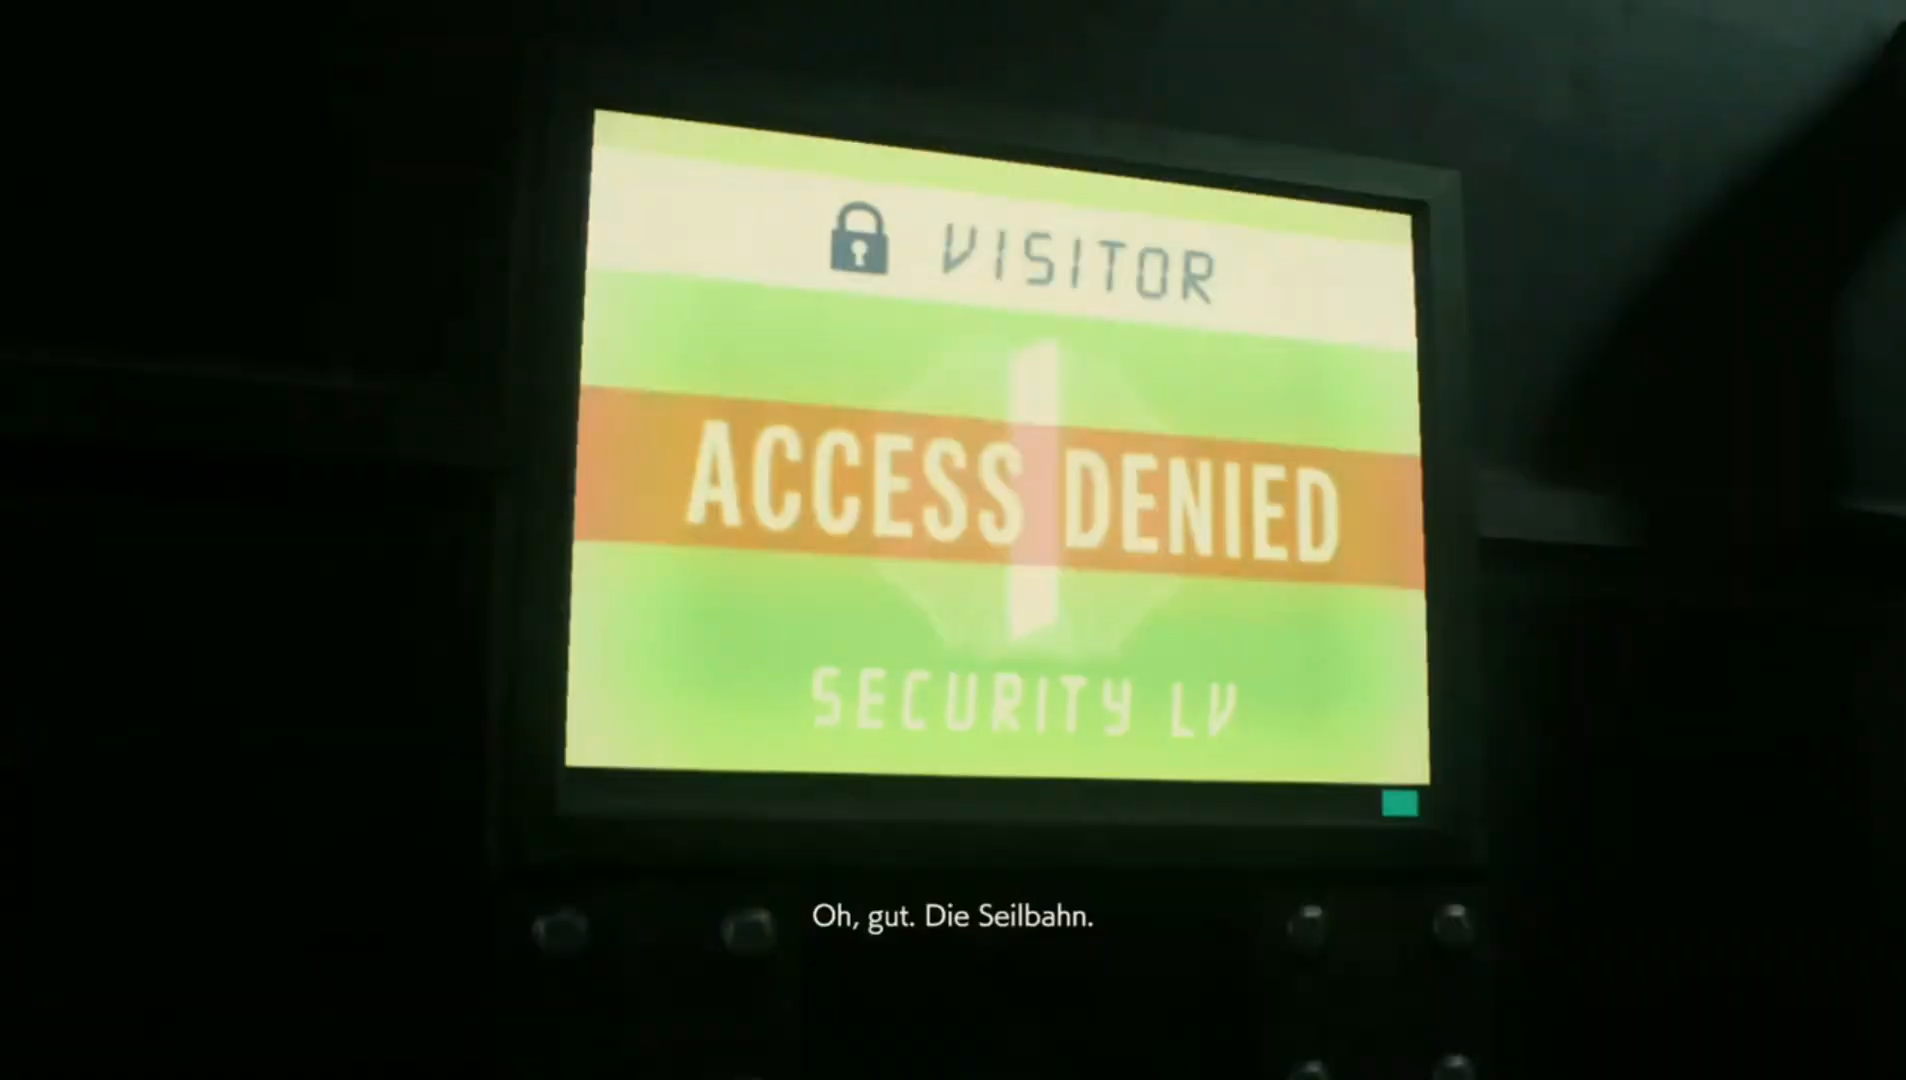 VISITOR
ACCESS DENIED
SECURITY LV
Oh, gut. Die Seilbahn.